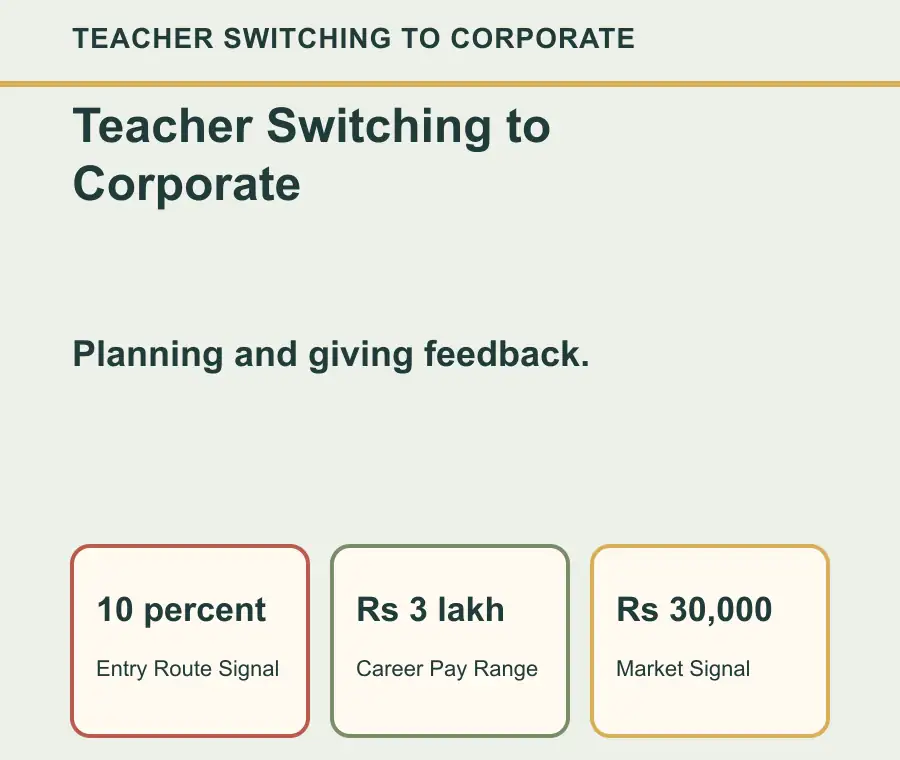 TEACHER SWITCHING TO CORPORATE
Teacher Switching to
Corporate
Planning and giving feedback.
10 percent
Entry Route Signal
Rs 3 lakh
Career Pay Range
Rs 30,000
Market Signal